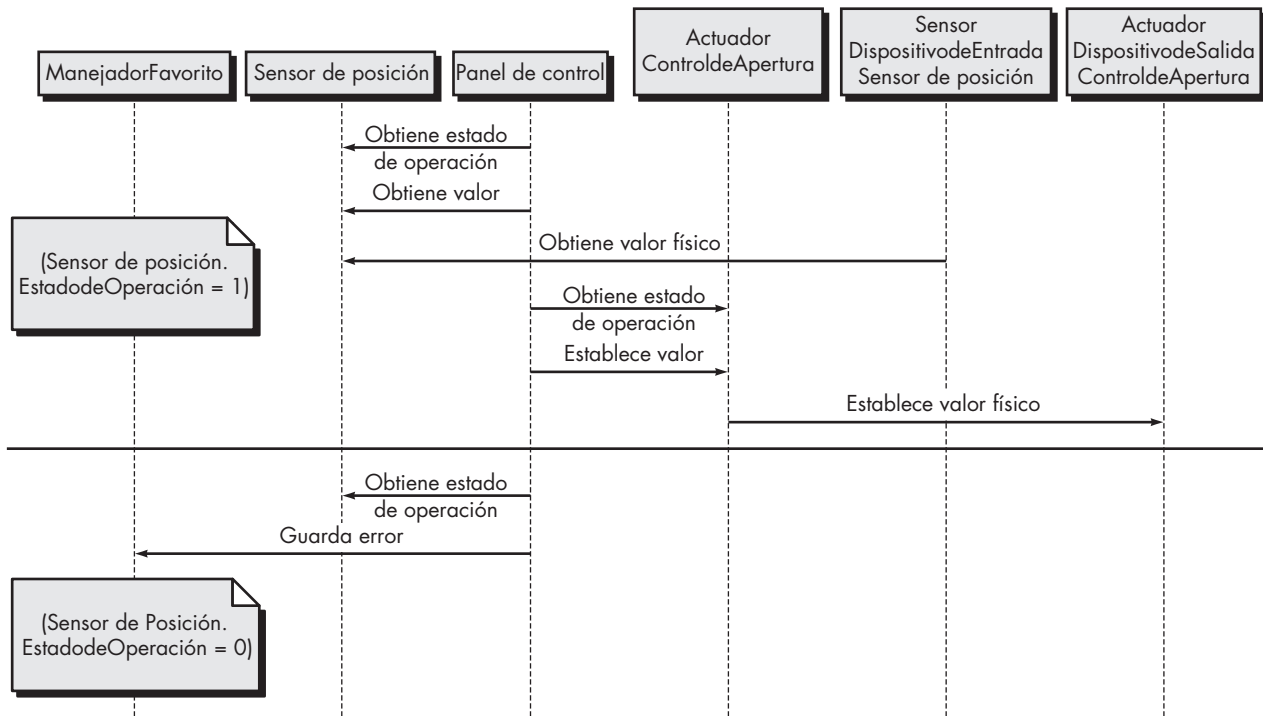 ManejadorFavorito
Sensor de posición
Panel de control
Actuador
ControldeApertura
Sensor
DispositivodeEntrada
Sensor de posición
Actuador
DispositivodeSalida
ControldeApertura
Obtiene estado
de operación
Obtiene valor
(Sensor de posición.
EstadodeOperación = 1)
Obtiene valor físico
Obtiene estado
de operación
Establece valor
Establece valor físico
Obtiene estado
de operación
Guarda error
(Sensor de Posición.
EstadodeOperación = 0)